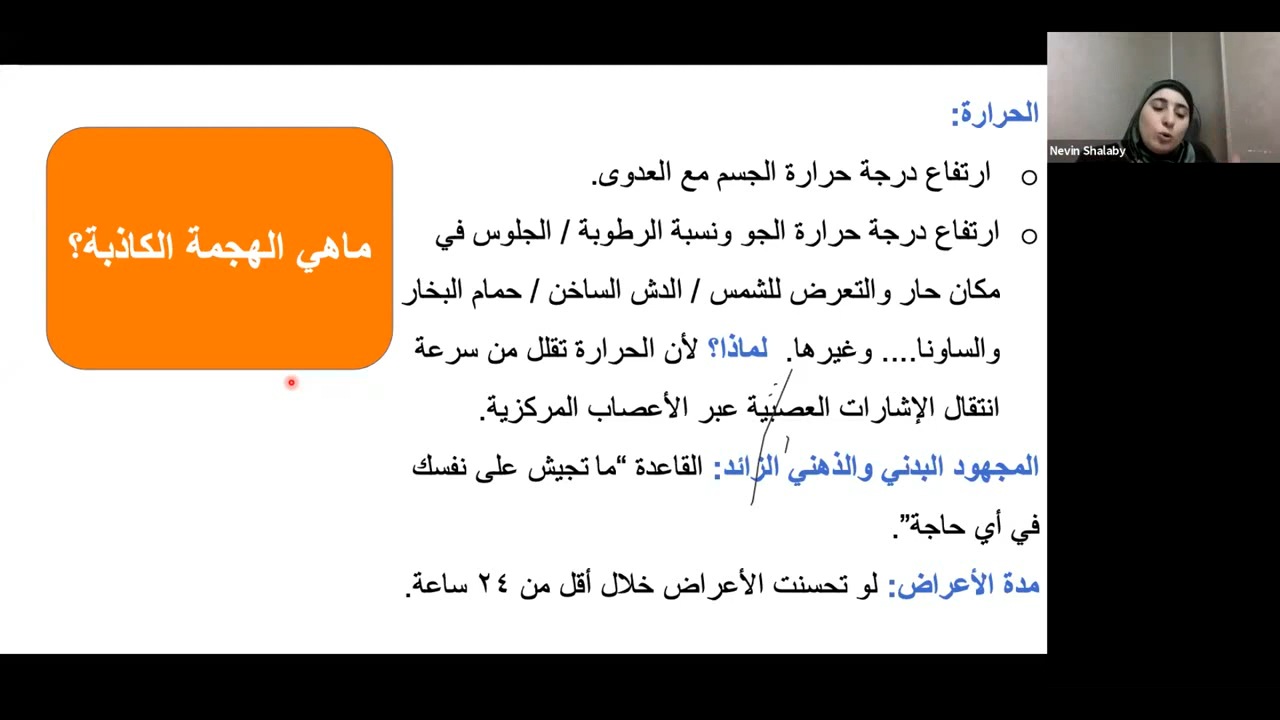 الحرارة:
○ ارتفاع درجة حرارة الجسم مع العدوى.
○ ارتفاع درجة حرارة الجو ونسبة الرطوبة / الجلوس في
مكان حار والتعرض للشمس / الدش الساخن / حمام البخار
والساونا.... وغيرها. لماذا؟ لأن الحرارة تقلل من سرعة
انتقال الإشارات العصبية عبر الأعصاب المركزية.
المجهود البدني والذهني الزائد: القاعدة “ما تجيش على نفسك
في أي حاجة”.
مدة الأعراض: لو تحسنت الأعراض خلال أقل من ٢٤ ساعة.
ماهي الهجمة الكاذبة؟
Nevin Shalaby